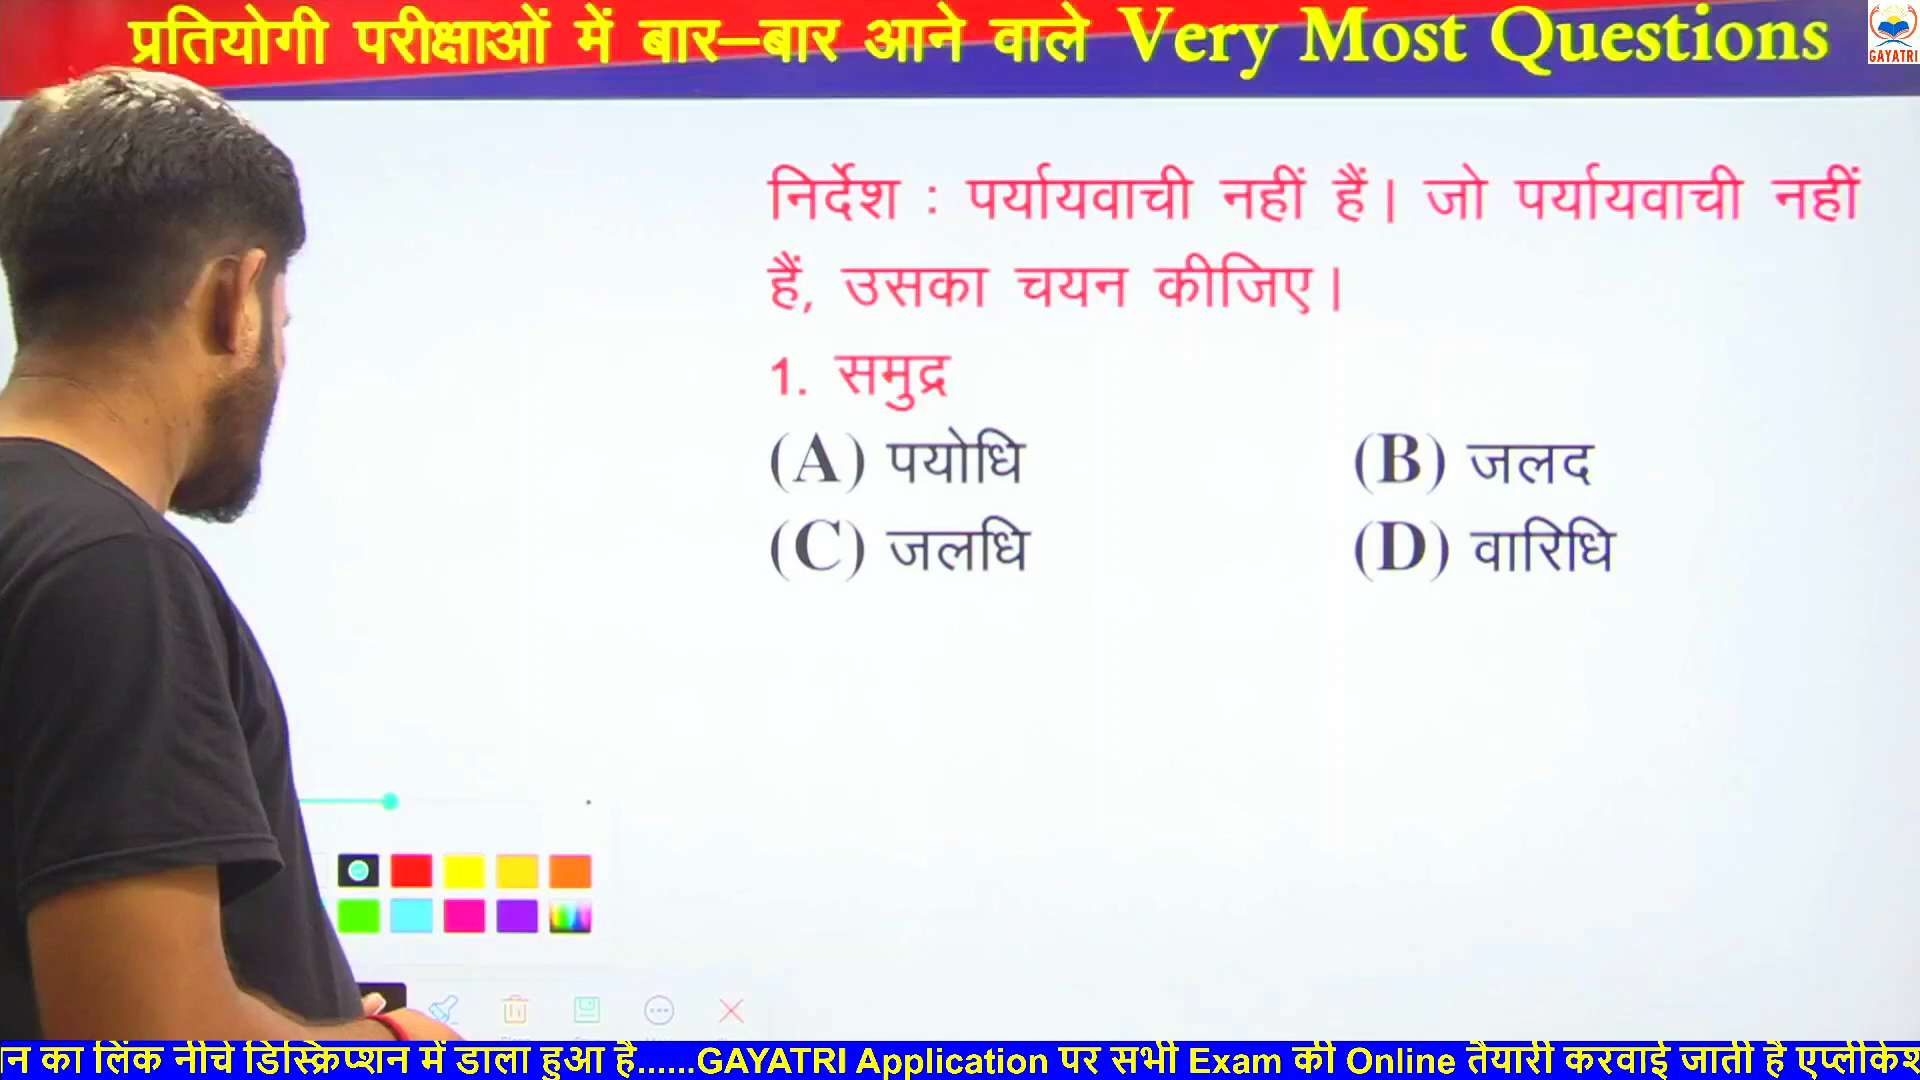 प्रतियोगी परीक्षाओं में बार–बार आने वाले Very Most Questions
GAYATRI
निर्देश : पर्यायवाची नहीं हैं। जो पर्यायवाची नहीं
हैं, उसका चयन कीजिए।
1. समुद्र
(A) पयोधि (B) जलद
(C) जलधि (D) वारिधि
न का लिंक नीचे डिस्क्रिप्शन में डाला हुआ है......GAYATRI Application पर सभी Exam की Online तैयारी करवाई जाती है एप्लीकेश